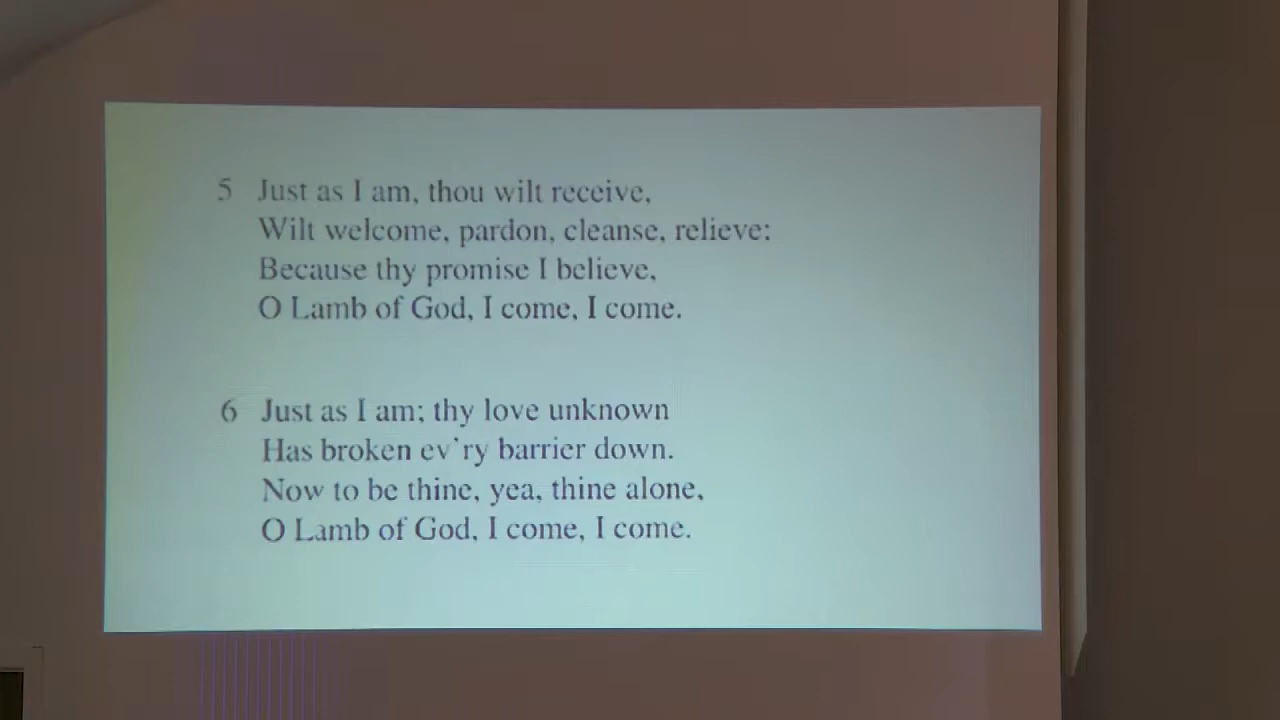 5 Just as I am, thou wilt receive,
Wilt welcome, pardon, cleanse, relieve:
Because thy promise I believe,
O Lamb of God, I come, I come.
6 Just as I am; thy love unknown
Has broken ev'ry barrier down.
Now to be thine, yea, thine alone,
O Lamb of God, I come, I come.